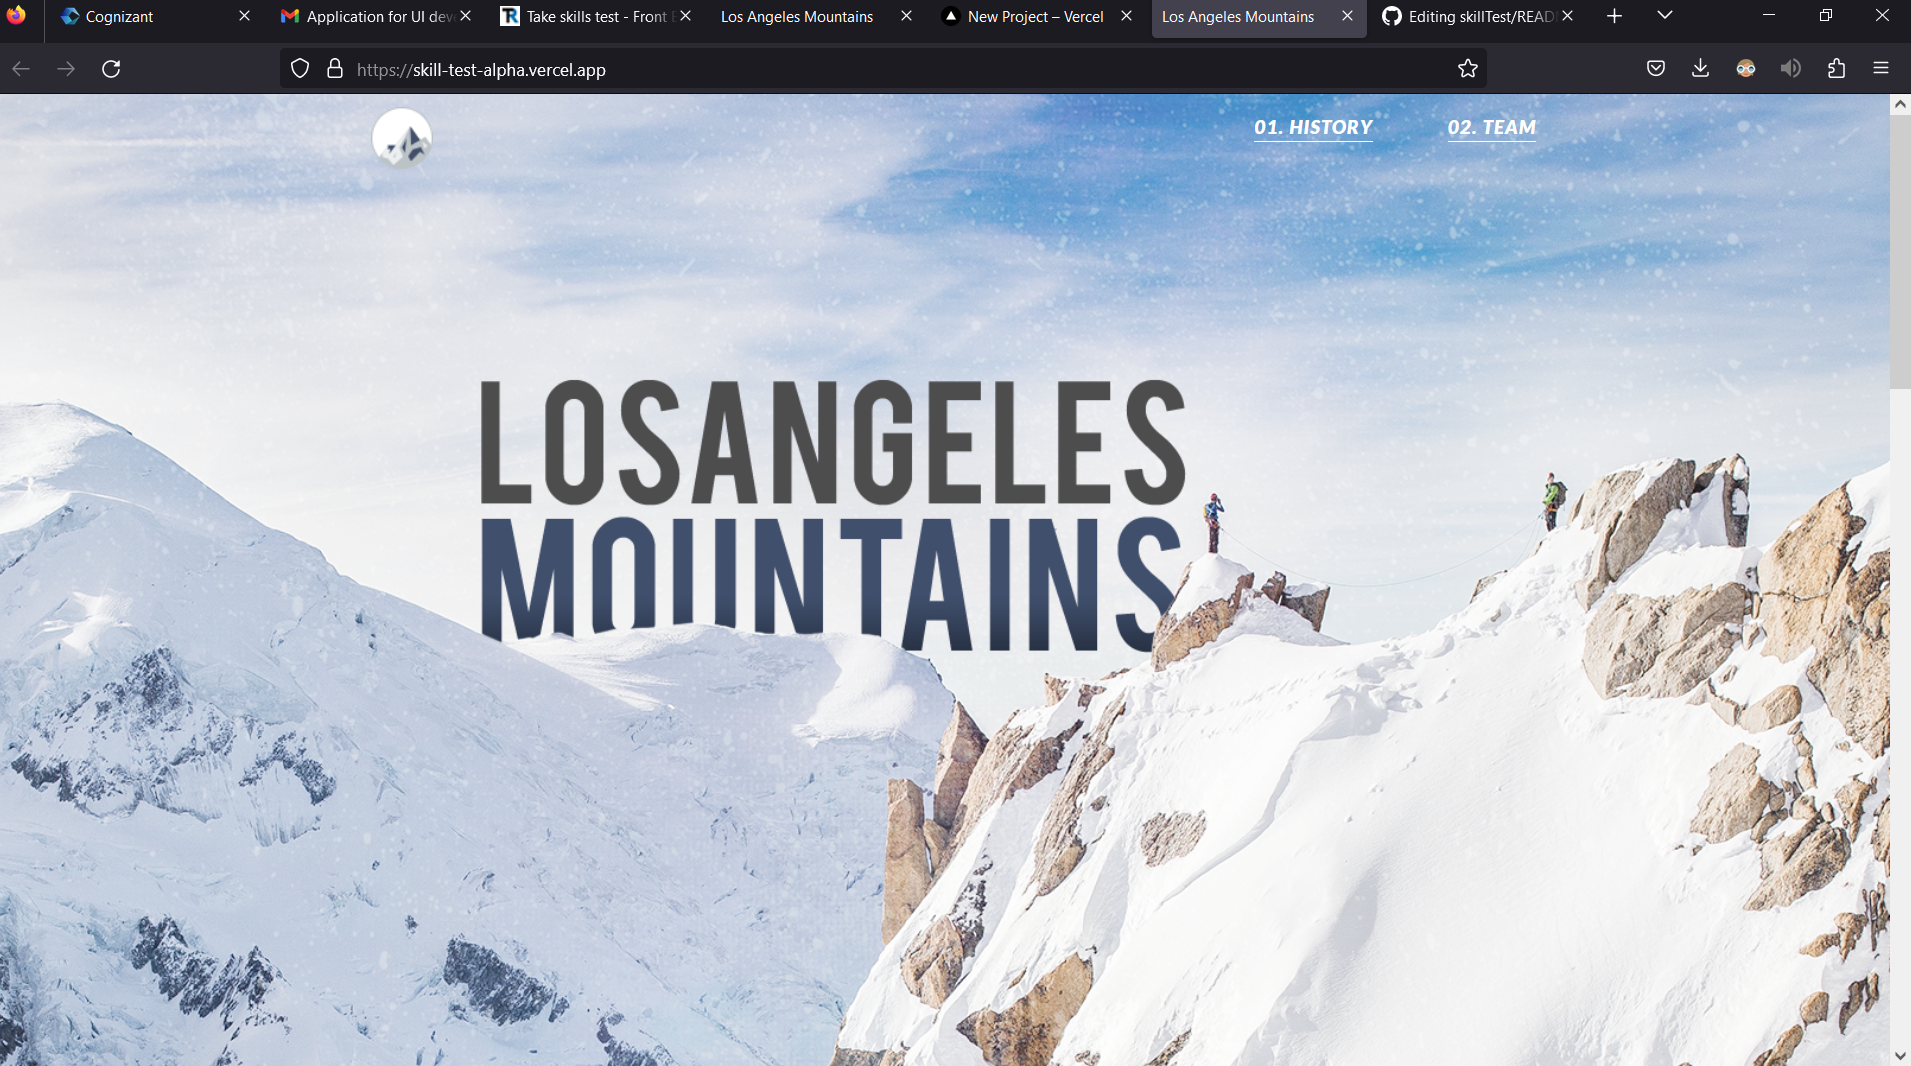 Cognizant
Application for UI dev
Take skills test - Front E
Los Angeles Mountains
New Project – Vercel
Los Angeles Mountains
Editing skillTest/READ
https://skill-test-alpha.vercel.app
01. HISTORY
02. TEAM
LOSANGELES
MOUNTAINS